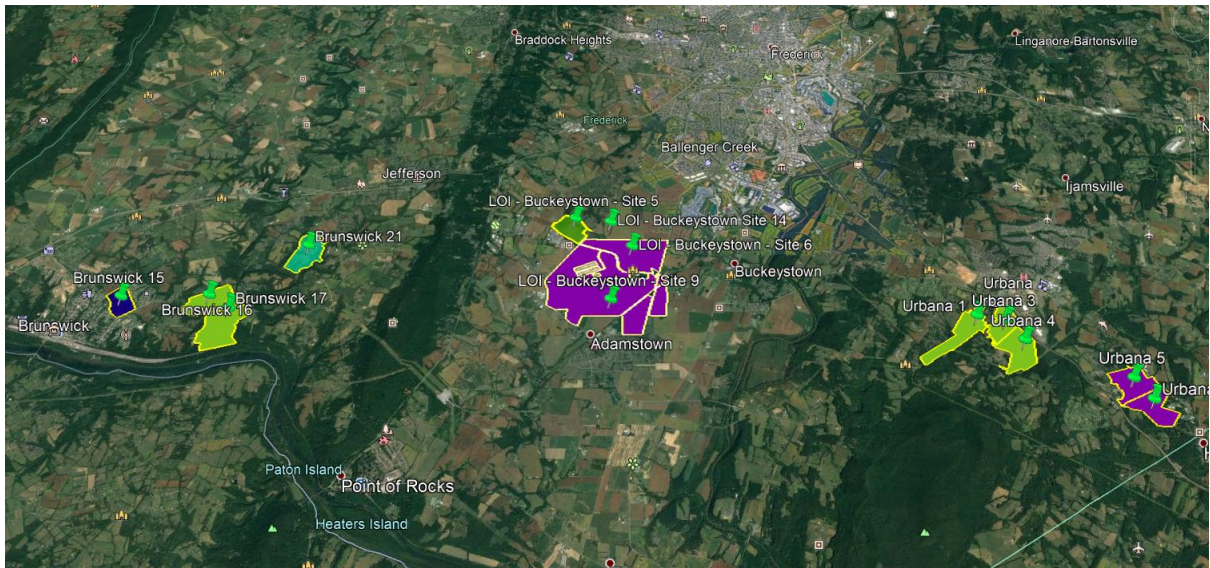 Braddock Heights
Frederick
Linganore-Bartonsville
Frederick
Ballenger Creek
Jefferson
Ijamsville
LOI - Buckeystown - Site 5
LOI - Buckeystown Site 14
Brunswick 21
LOI - Buckeystown - Site 6
Buckeystown
Brunswick 15
LOI - Buckeystown - Site 9
Urbana
Brunswick 17
Urbana 1
Urbana 3
Brunswick 16
Urbana 4
Brunswick
Adamstown
Urbana 5
Urbana
Paton Island
Point of Rocks
Heaters Island